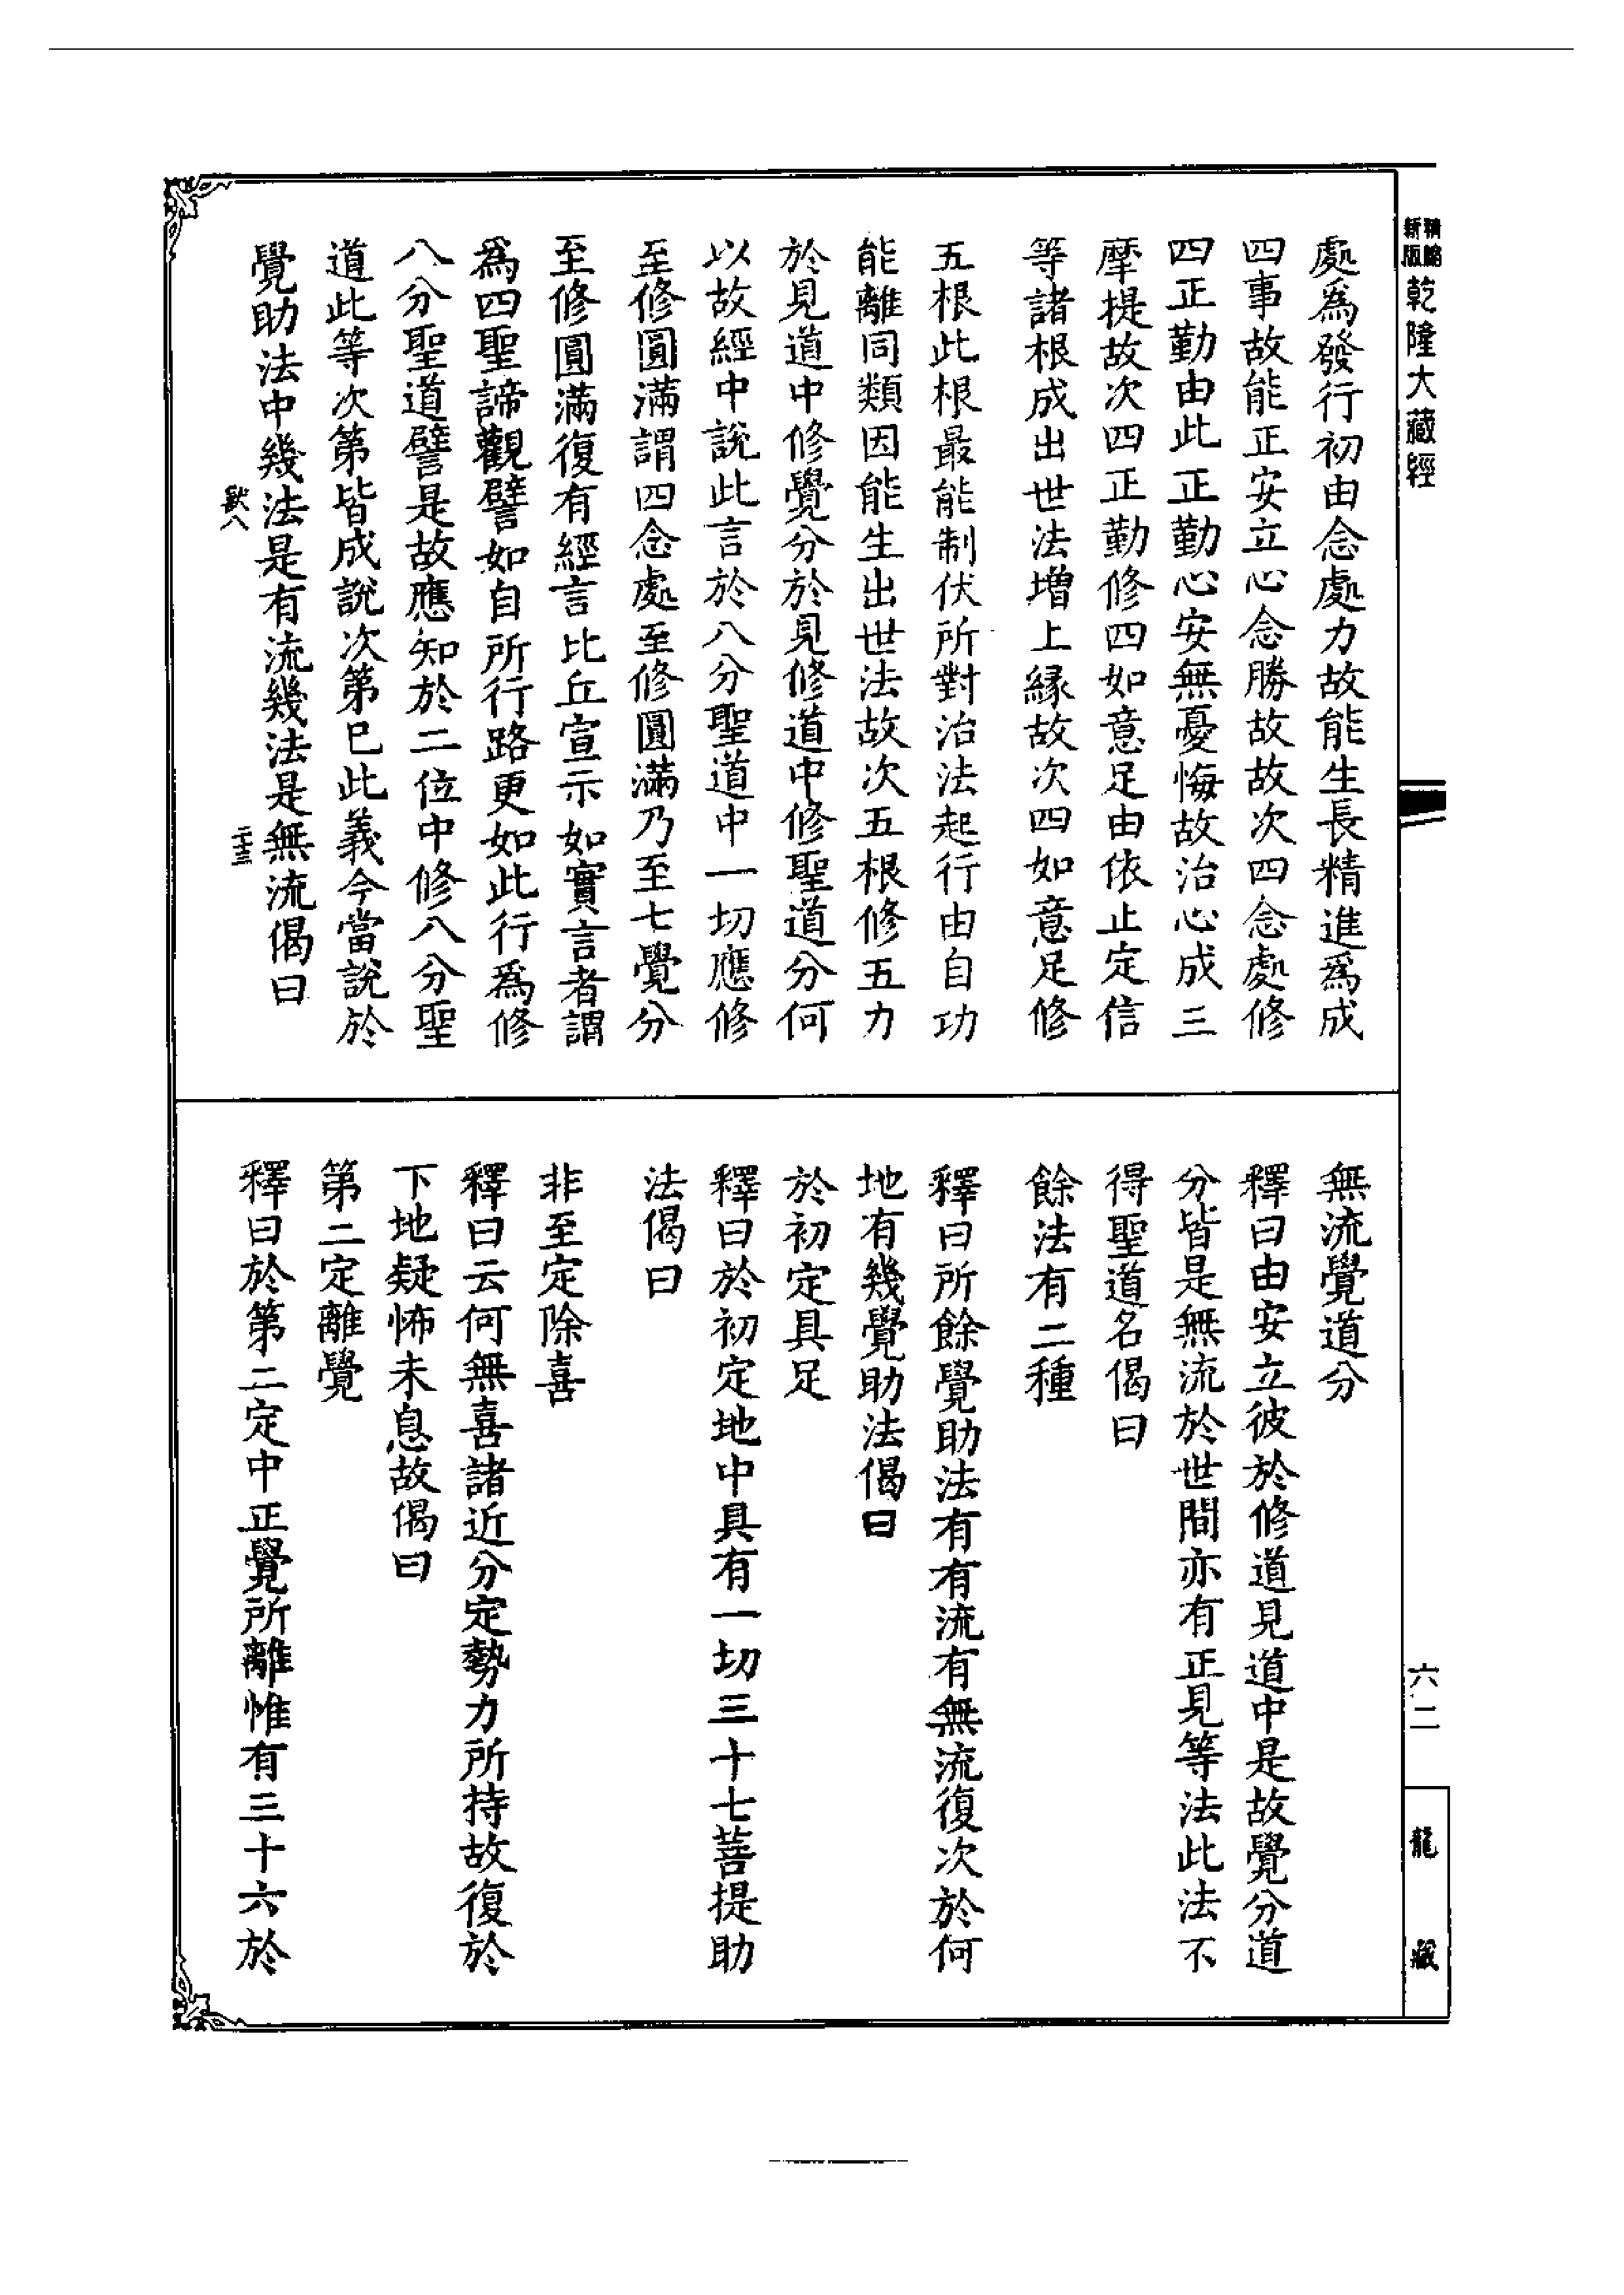 精縮新版 乾隆大藏經
處爲發行初由念處力故能生長精進爲成
四事故能正安立心念勝故故次四念處修
四正勤由此正勤心安無憂悔故治心成三
摩提故次四正勤修四如意足由依止定信
等諸根成出世法增上緣故次四如意足修
五根此根最能制伏所對治法起行由自功
能離同類因能生出世法故次五根修五力
於見道中修覺分於見修道中修聖道分何
以故經中說此言於八分聖道中一切應修
至修圓滿謂四念處至修圓滿乃至七覺分
至修圓滿復有經言比丘宣示如實言者謂
爲四聖諦觀譬如自所行路更如此行爲修
八分聖道譬是故應知於二位中修八分聖
道此等次第皆成說次第已此義今當說於
覺助法中幾法是有流幾法是無流偈曰
無流覺道分
釋曰由安立彼於修道見道中是故覺分道
分皆是無流於世間亦有正見等法此法不
得聖道名偈曰
餘法有二種
釋曰所餘覺助法有有流有無流復次於何
地有幾覺助法偈曰
於初定具足
釋曰於初定地中具有一切三十七菩提助
法偈曰
非至定除喜
釋曰云何無喜諸近分定勢力所持故復於
下地疑怖未息故偈曰
第二定離覺
釋曰於第二定中正覺所離惟有三十六於
六二
龍藏